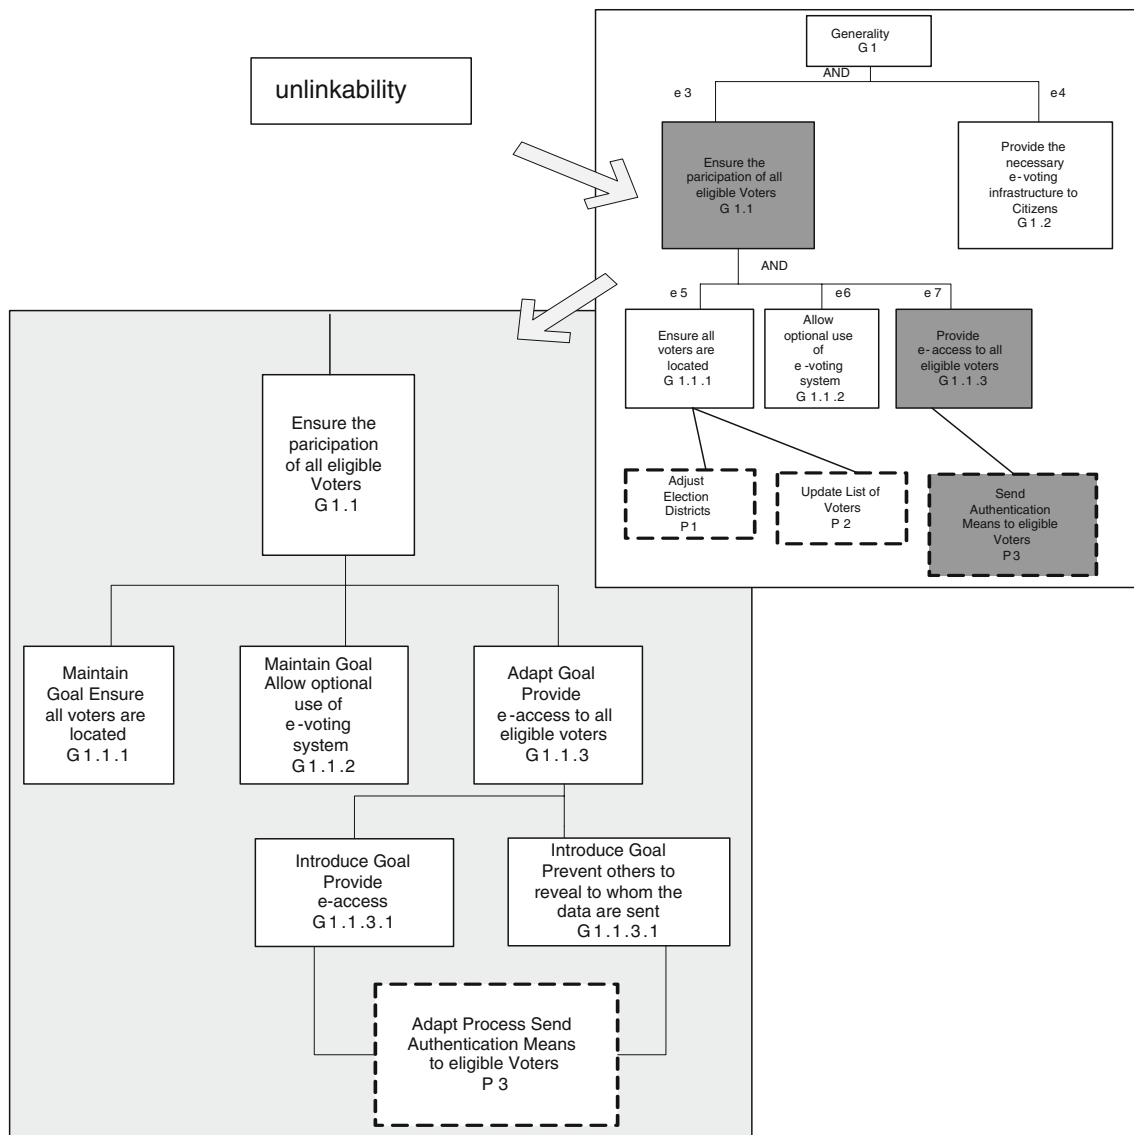 unlinkability
Generality
G 1
AND
e 3
e 4
Ensure the
paricipation of all
eligible Voters
G 1.1
Provide the
necessary
e-voting
infrastructure to
Citizens
G 1 . 2
AND
e 5
e 6
e 7
Ensure all
voters are
located
G 1 . 1 . 1
Allow
optional use
of
e -voting
system
G 1 . 1 . 2
Provide
e- access to all
eligible voters
G 1 . 1 . 3
Adjust
Election
Districts
P 1
Update List of
Voters
P 2
Send
Authentication
Means to eligible
Voters
P 3
Ensure the
paricipation
of all eligible
Voters
G 1 . 1
Maintain
Goal Ensure
all voters are
located
G 1 . 1 . 1
Maintain Goal
Allow optional
use of
e -voting
system
G 1 . 1 . 2
Adapt Goal
Provide
e -access to all
eligible voters
G 1 . 1 . 3
Introduce Goal
Provide
e-access
G 1 . 1 . 3 . 1
Introduce Goal
Prevent others to
reveal to whom the
data are sent
G 1 . 1 . 3 . 1
Adapt Process Send
Authentication Means
to eligible Voters
P 3